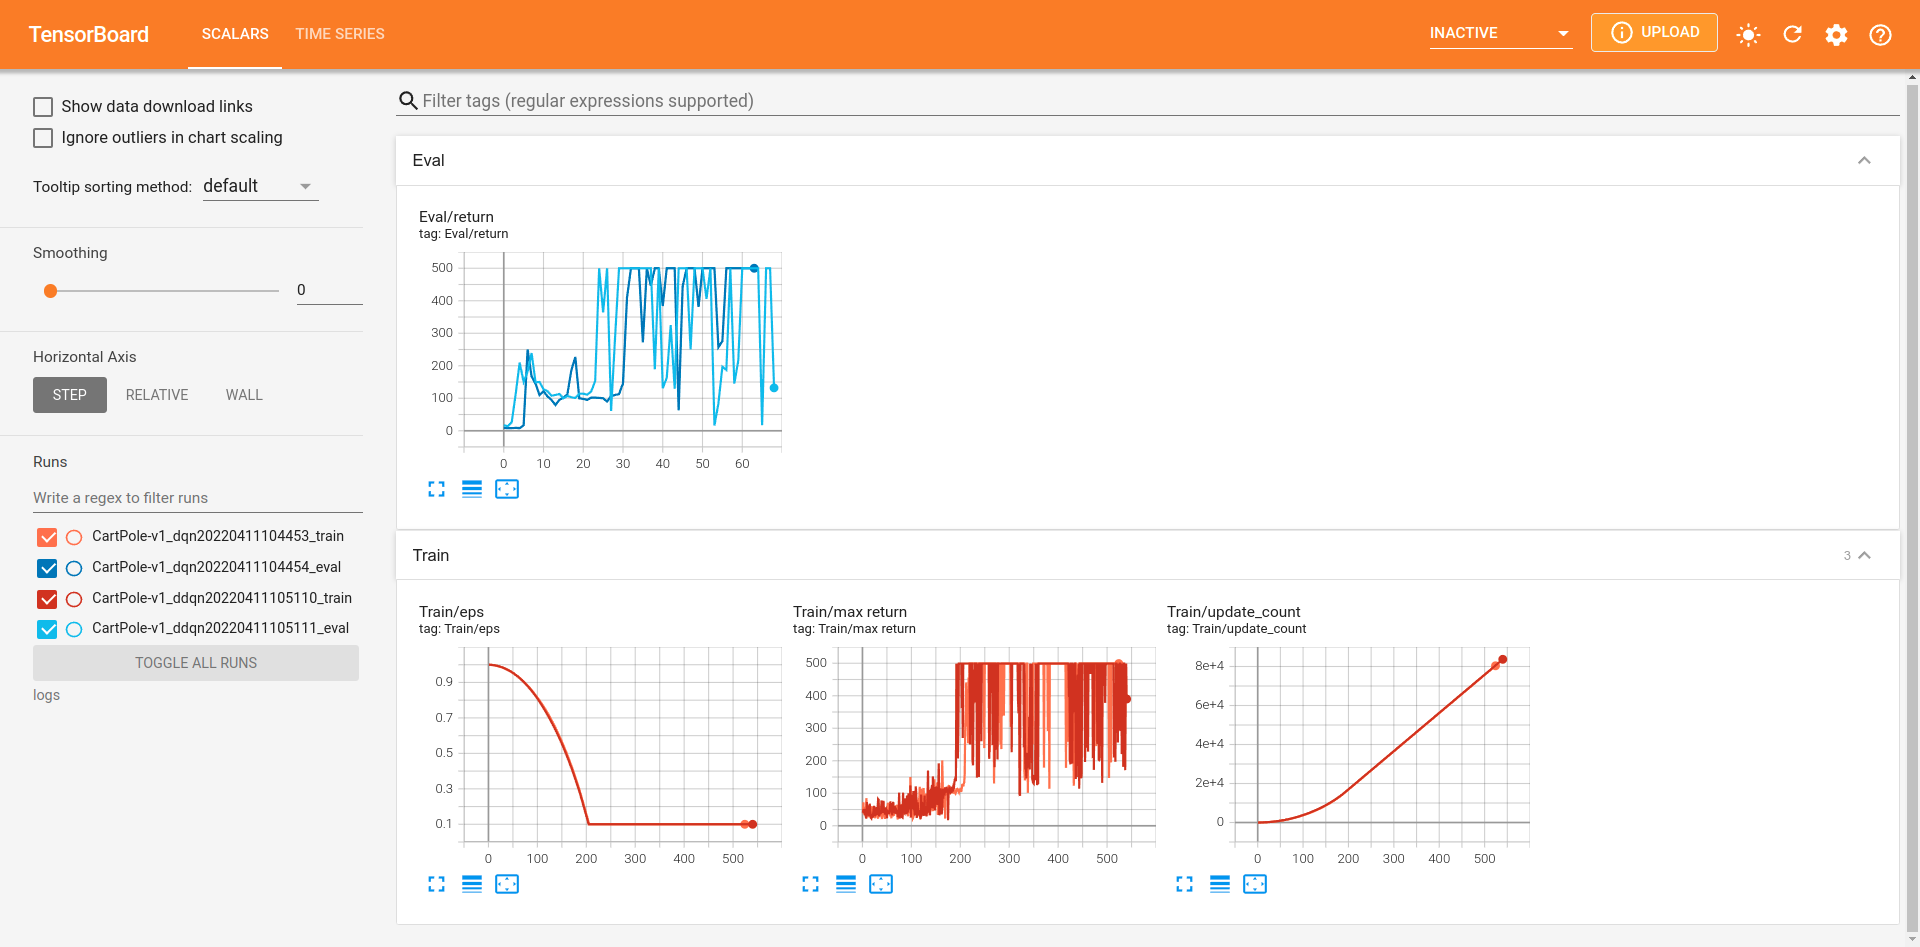 TensorBoard
SCALARS
TIME SERIES
INACTIVE
UPLOAD
Show data download links
Ignore outliers in chart scaling
Tooltip sorting method: default
Smoothing
0
Horizontal Axis
STEP RELATIVE WALL
Runs
Write a regex to filter runs
CartPole-v1_dqn20220411104453_train
CartPole-v1_dqn20220411104454_eval
CartPole-v1_ddqn20220411105110_train
CartPole-v1_ddqn20220411105111_eval
TOGGLE ALL RUNS
logs
Filter tags (regular expressions supported)
Eval
Eval/return
tag: Eval/return
500
400
300
200
100
0
0 10 20 30 40 50 60
Train
3
Train/eps
tag: Train/eps
0.9
0.7
0.5
0.3
0.1
0 100 200 300 400 500
Train/max return
tag: Train/max return
500
400
300
200
100
0
0 100 200 300 400 500
Train/update_count
tag: Train/update_count
8e+4
6e+4
4e+4
2e+4
0
0 100 200 300 400 500